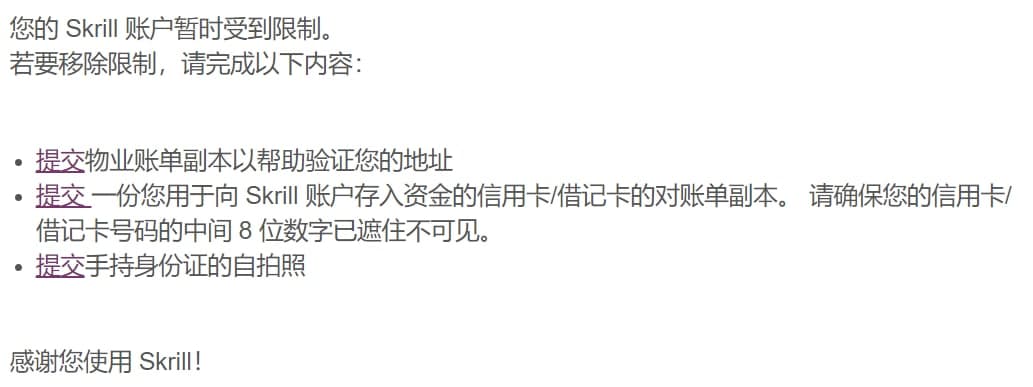 您的 Skrill 账户暂时受到限制。
若要移除限制，请完成以下内容：
• 提交物业账单副本以帮助验证您的地址
• 提交 一份您用于向 Skrill 账户存入资金的信用卡/借记卡的对账单副本。 请确保您的信用卡/
借记卡号码的中间 8 位数字已遮住不可见。
• 提交手持身份证的自拍照
感谢您使用 Skrill！